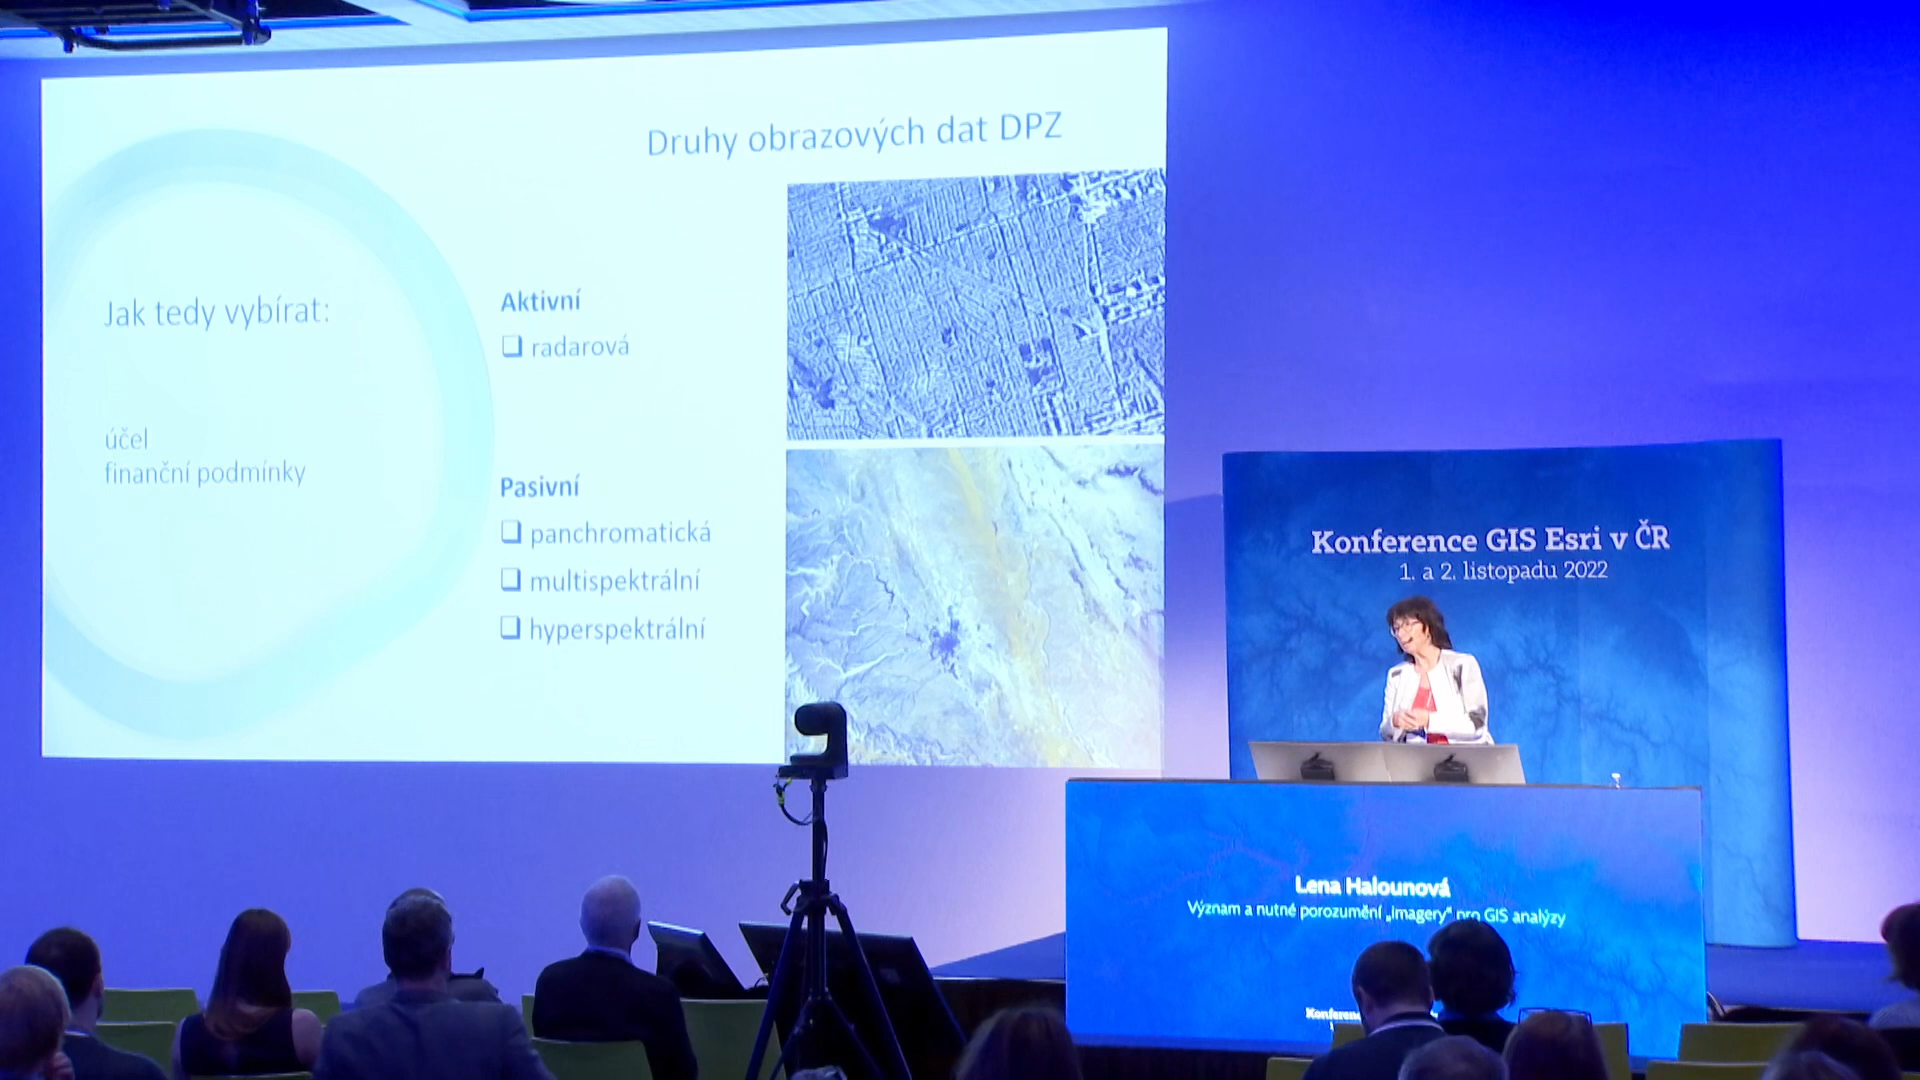 Druhy obrazových dat DPZ
Jak tedy vybírat:
účel
finanční podmínky
Aktivní
❑ radarová
Pasivní
❑ panchromatická
❑ multispektrální
❑ hyperspektrální
Konference GIS Esri v ČR
1. a 2. listopadu 2022
Lena Halounová
Význam a nutné porozumění „imagery“ pro GIS analýzy